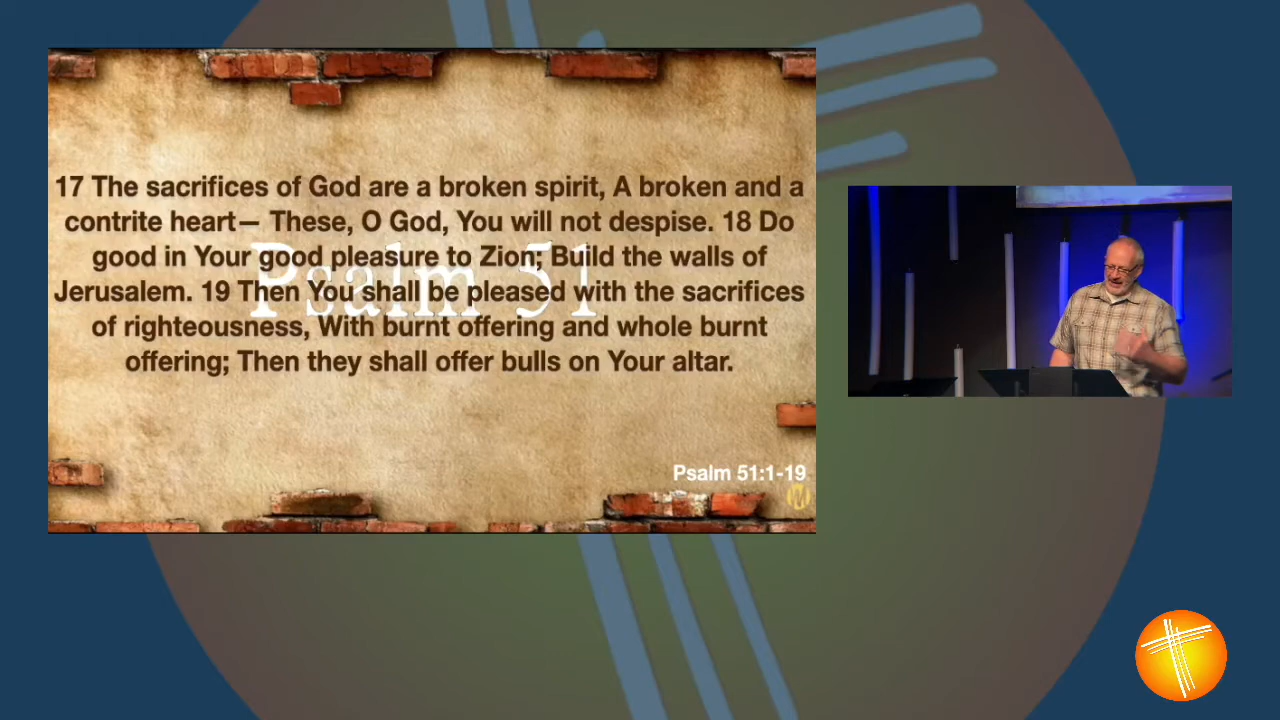 17 The sacrifices of God are a broken spirit, A broken and a
contrite heart— These, O God, You will not despise. 18 Do
good in Your good pleasure to Zion; Build the walls of
Psalm 51
Jerusalem. 19 Then You shall be pleased with the sacrifices
of righteousness, With burnt offering and whole burnt
offering; Then they shall offer bulls on Your altar.
Psalm 51:1-19